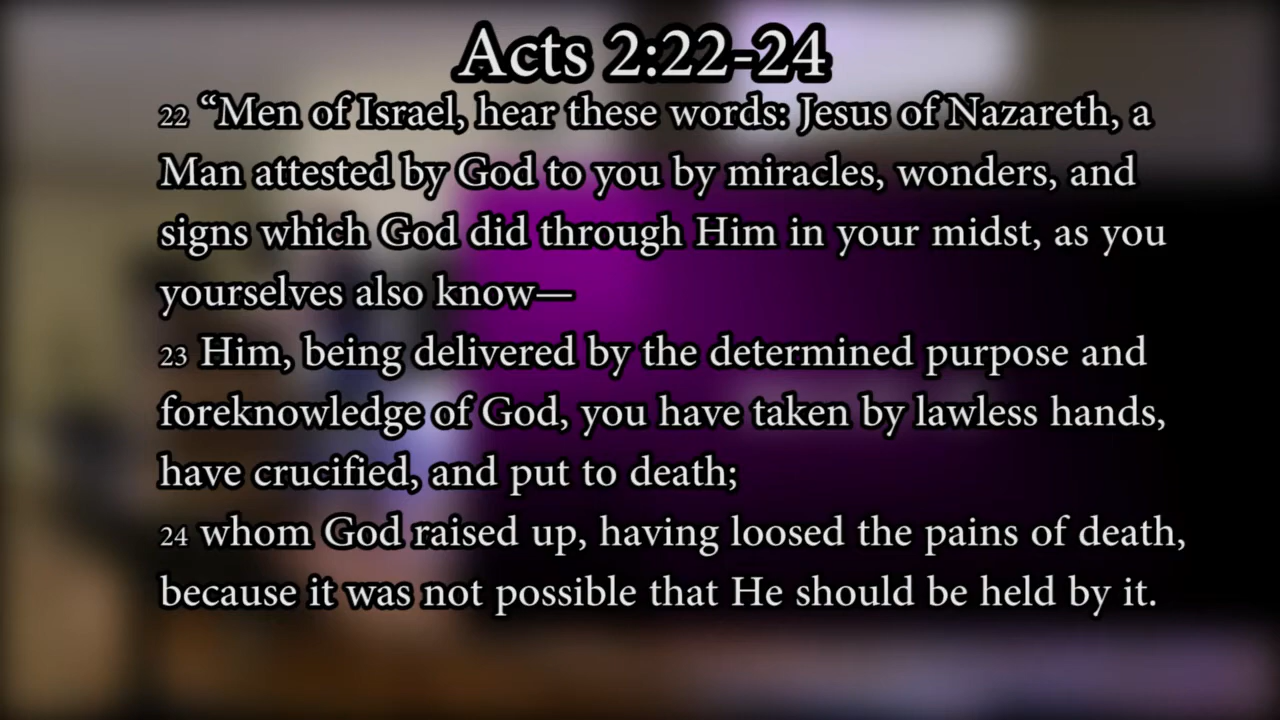 Acts 2:22-24
22 “Men of Israel, hear these words: Jesus of Nazareth, a
Man attested by God to you by miracles, wonders, and
signs which God did through Him in your midst, as you
yourselves also know—
23 Him, being delivered by the determined purpose and
foreknowledge of God, you have taken by lawless hands,
have crucified, and put to death;
24 whom God raised up, having loosed the pains of death,
because it was not possible that He should be held by it.